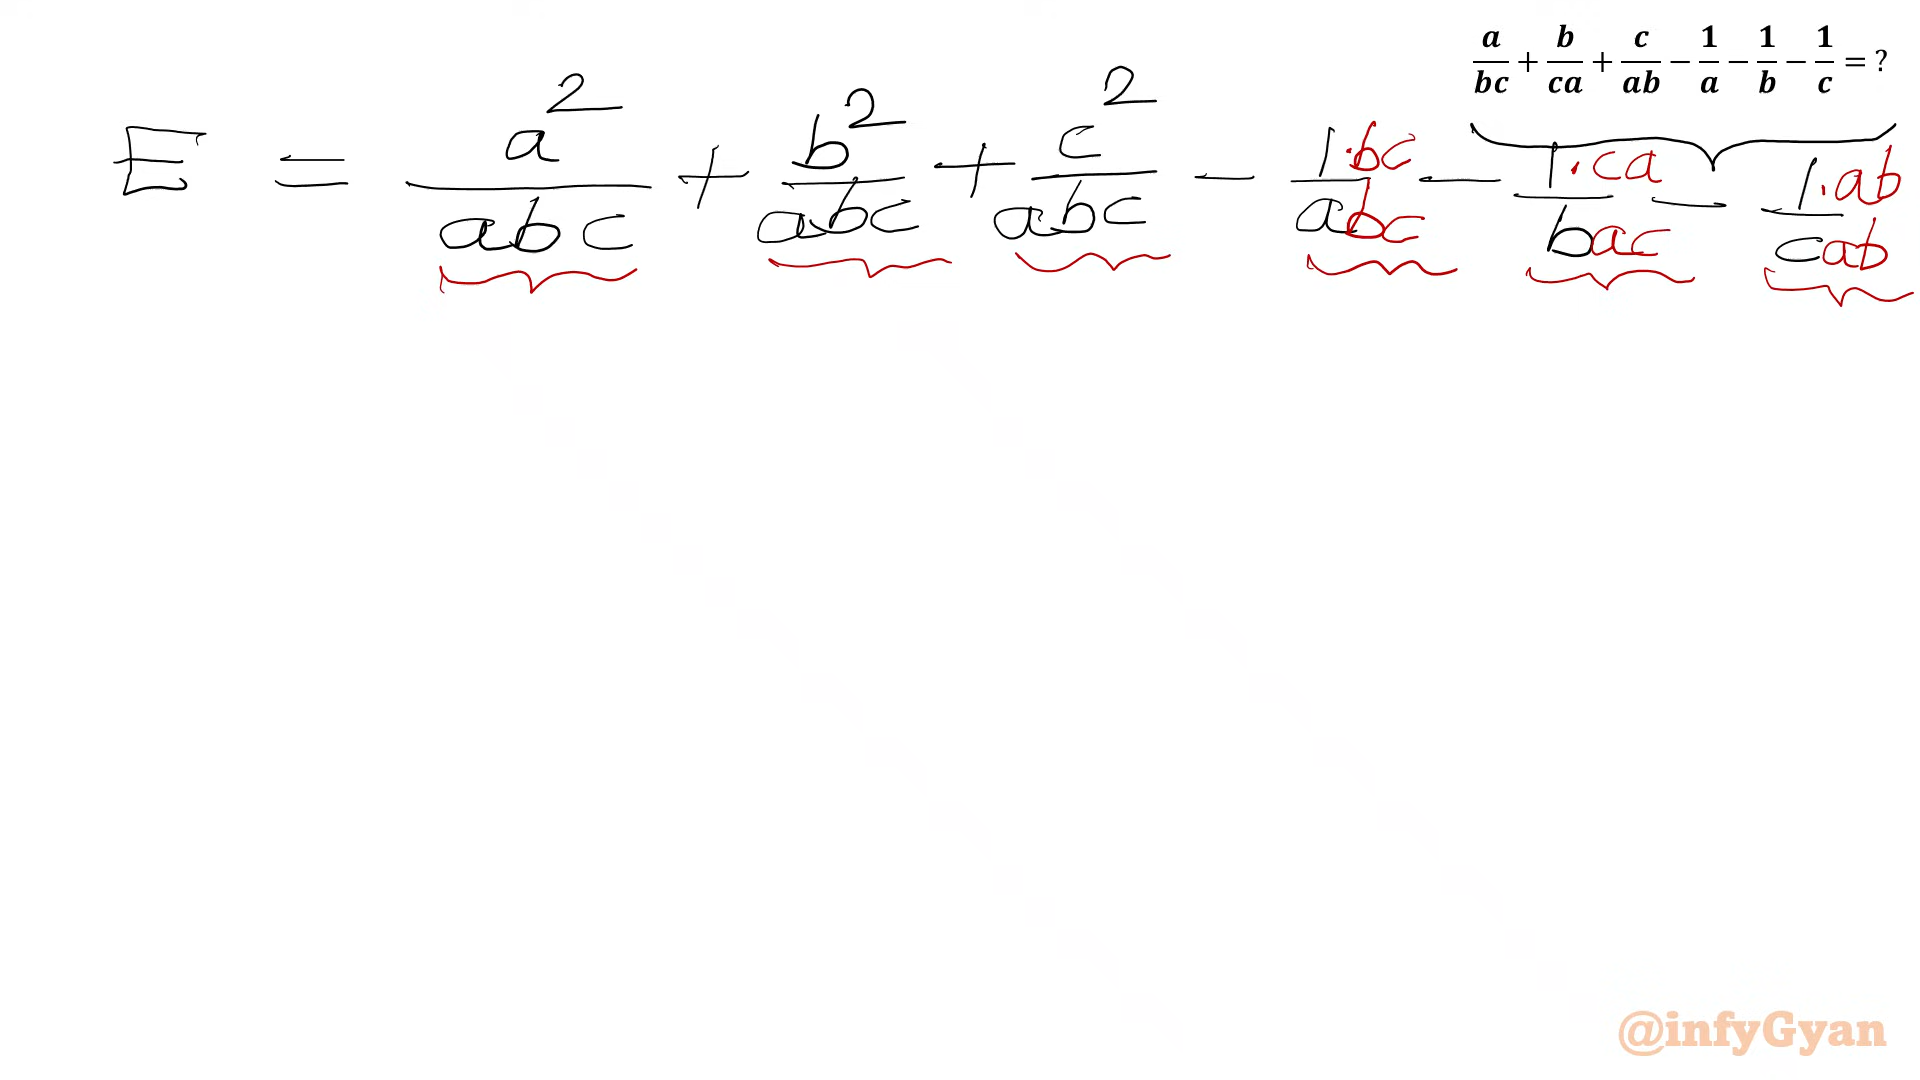 a/bc + b/ca + c/ab − 1/a − 1/b − 1/c = ?
E = a²/abc + b²/abc + c²/abc − 1·bc/abc − 1·ca/bac − 1·ab/cab
@infyGyan